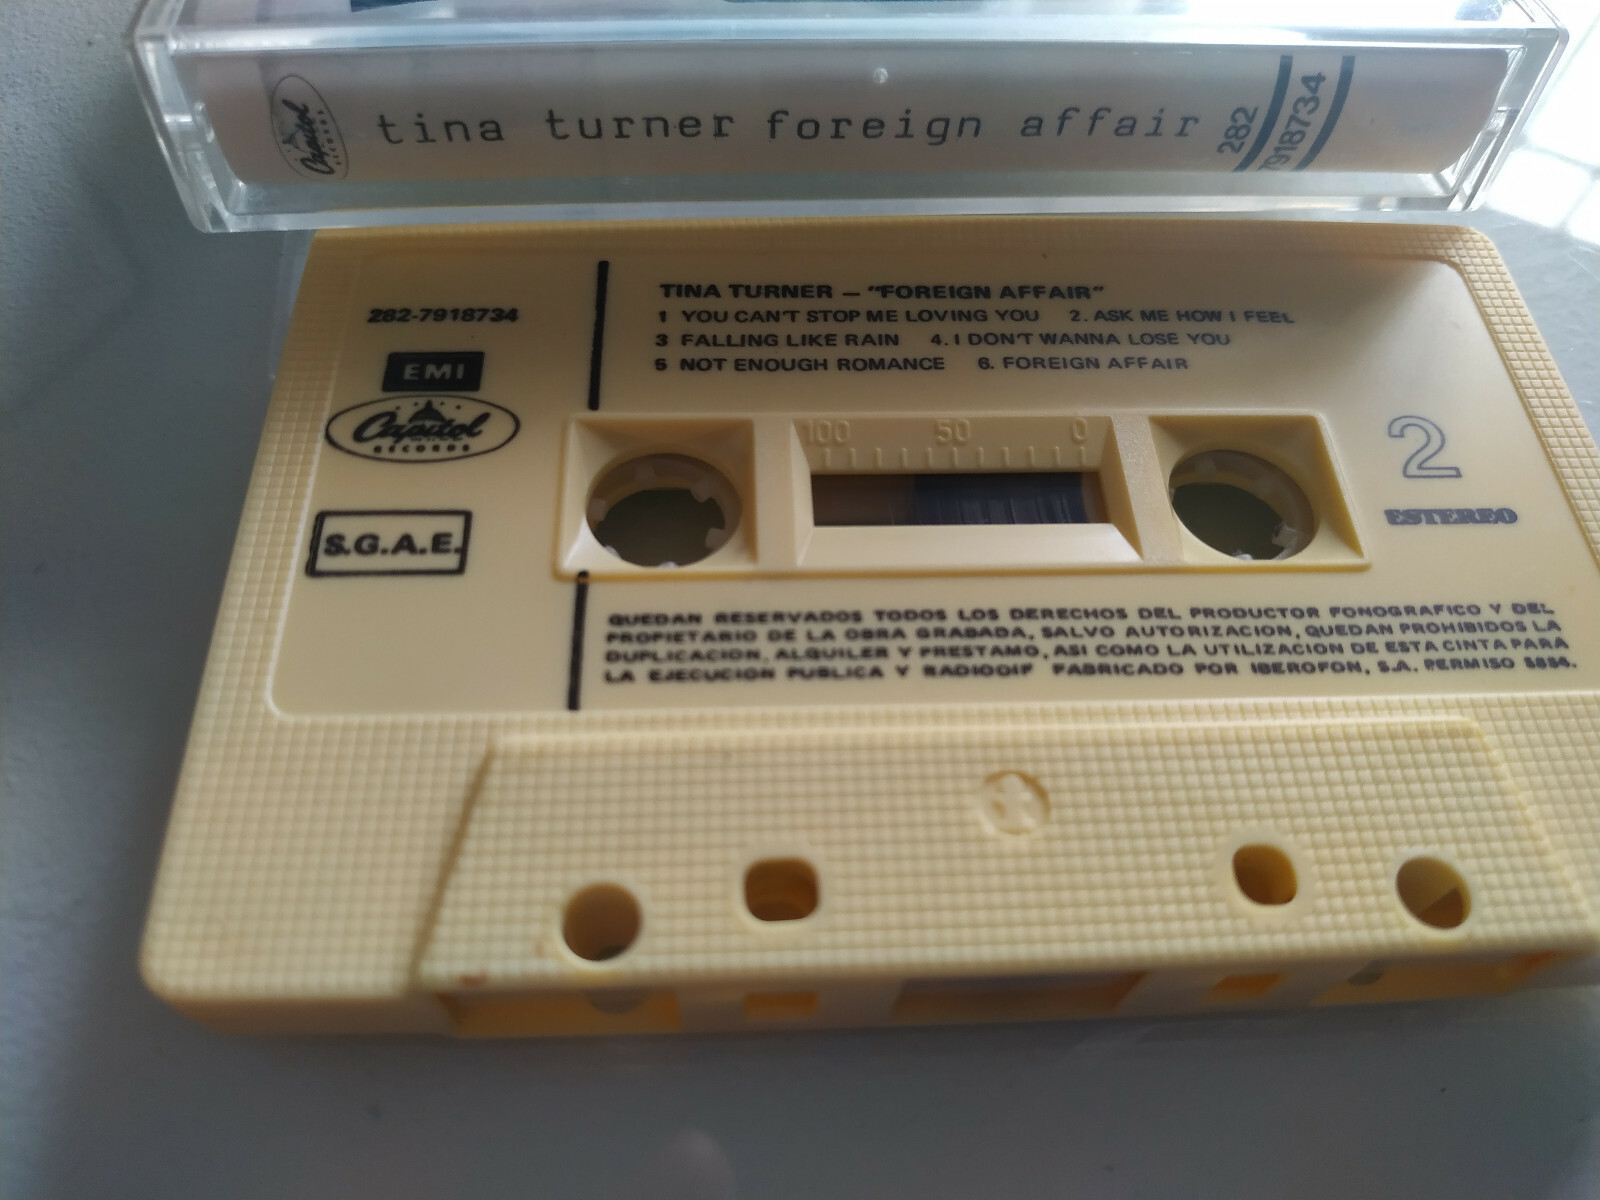 Capitol RECORDS tina turner foreign affair 282 7918734
282-7918734
EMI
Capitol
RECORDS
S.G.A.E.
TINA TURNER – "FOREIGN AFFAIR"
1 YOU CAN'T STOP ME LOVING YOU 2. ASK ME HOW I FEEL
3 FALLING LIKE RAIN 4. I DON'T WANNA LOSE YOU
5 NOT ENOUGH ROMANCE 6. FOREIGN AFFAIR
100 50 0
2
ESTEREO
QUEDAN RESERVADOS TODOS LOS DERECHOS DEL PRODUCTOR FONOGRAFICO Y DEL
PROPIETARIO DE LA OBRA GRABADA, SALVO AUTORIZACION, QUEDAN PROHIBIDOS LA
DUPLICACION, ALQUILER Y PRESTAMO, ASI COMO LA UTILIZACION DE ESTA CINTA PARA
LA EJECUCION PUBLICA Y RADIODIF FABRICADO POR IBEROFON, S.A. PERMISO